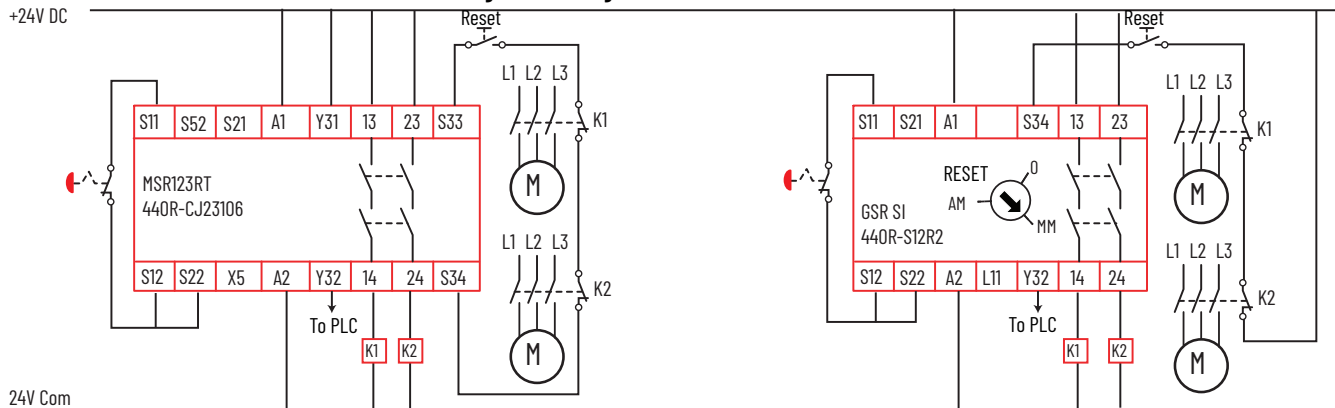 +24V DC
Reset
L1 L2 L3
K1
S11 S52 S21 A1 Y31 13 23 S33
MSR123RT
440R-CJ23106
M
L1 L2 L3
S12 S22 X5 A2 Y32 14 24 S34
K2
To PLC
K1 K2
M
24V Com
Reset
L1 L2 L3
K1
S11 S21 A1 S34 13 23
RESET
0
AM
MM
GSR SI
440R-S12R2
M
L1 L2 L3
S12 S22 A2 L11 Y32 14 24
K2
To PLC
K1 K2
M